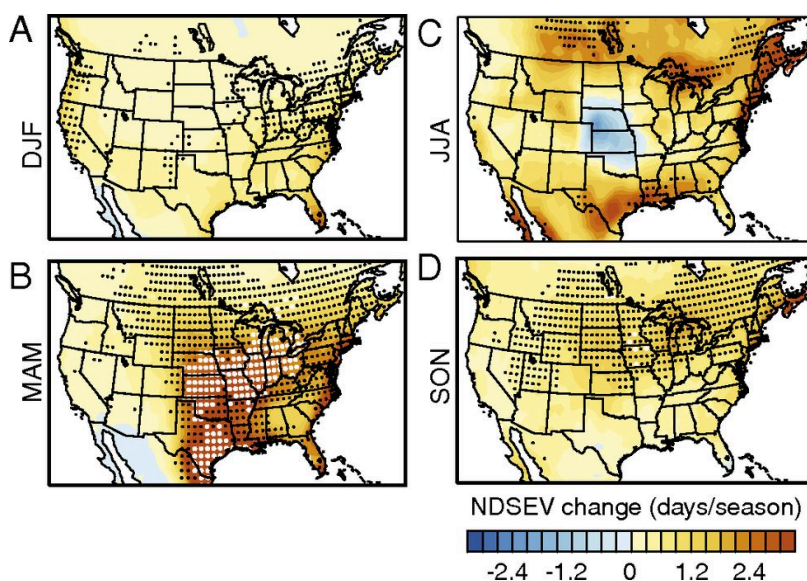 A
DJF
C
JJA
B
MAM
D
SON
NDSEV change (days/season)
-2.4 -1.2 0 1.2 2.4